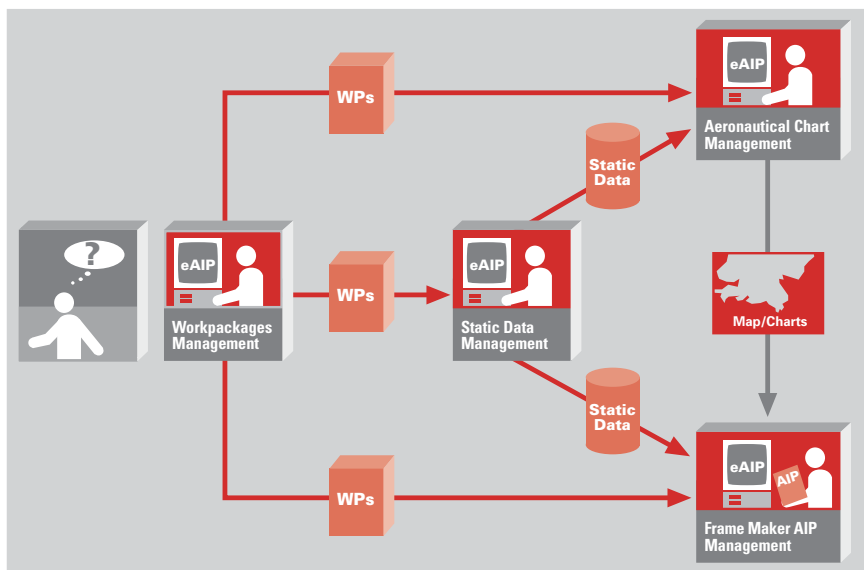 eAIP
Aeronautical Chart
Management
WPs
Static
Data
?
eAIP
Workpackages
Management
WPs
eAIP
Static Data
Management
Map/Charts
Static
Data
WPs
eAIP
AIP
Frame Maker AIP
Management